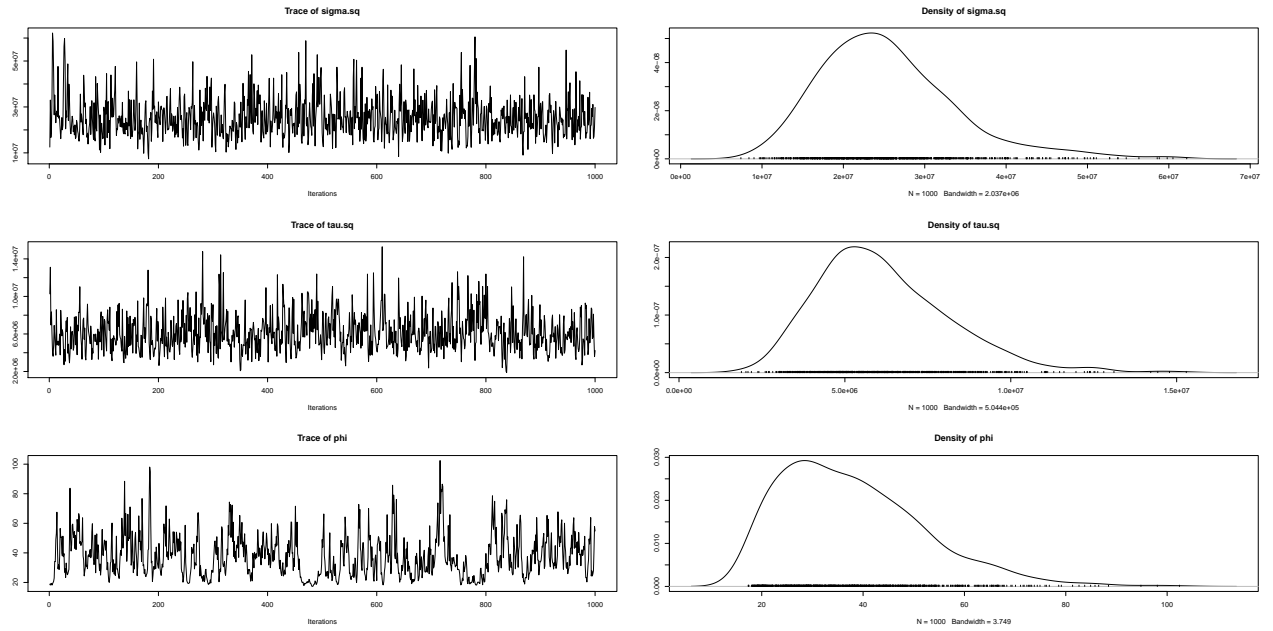 Trace of sigma.sq
1e+07 3e+07 5e+07
0 200 400 600 800 1000
Iterations
Density of sigma.sq
0e+00 2e-08 4e-08
0e+00 1e+07 2e+07 3e+07 4e+07 5e+07 6e+07 7e+07
N = 1000 Bandwidth = 2.037e+06
Trace of tau.sq
2.0e+06 6.0e+06 1.0e+07 1.4e+07
0 200 400 600 800 1000
Iterations
Density of tau.sq
0.0e+00 1.0e-07 2.0e-07
0.0e+00 5.0e+06 1.0e+07 1.5e+07
N = 1000 Bandwidth = 5.044e+05
Trace of phi
20 40 60 80 100
0 200 400 600 800 1000
Iterations
Density of phi
0.000 0.010 0.020 0.030
20 40 60 80 100
N = 1000 Bandwidth = 3.749